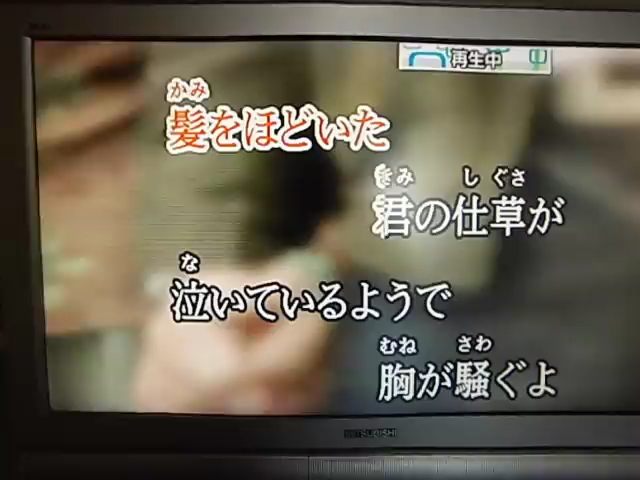 再生中
かみ
髪をほどいた
きみ しぐさ
君の仕草が
な
泣いているようで
むね さわ
胸が騒ぐよ
MITSUBISHI